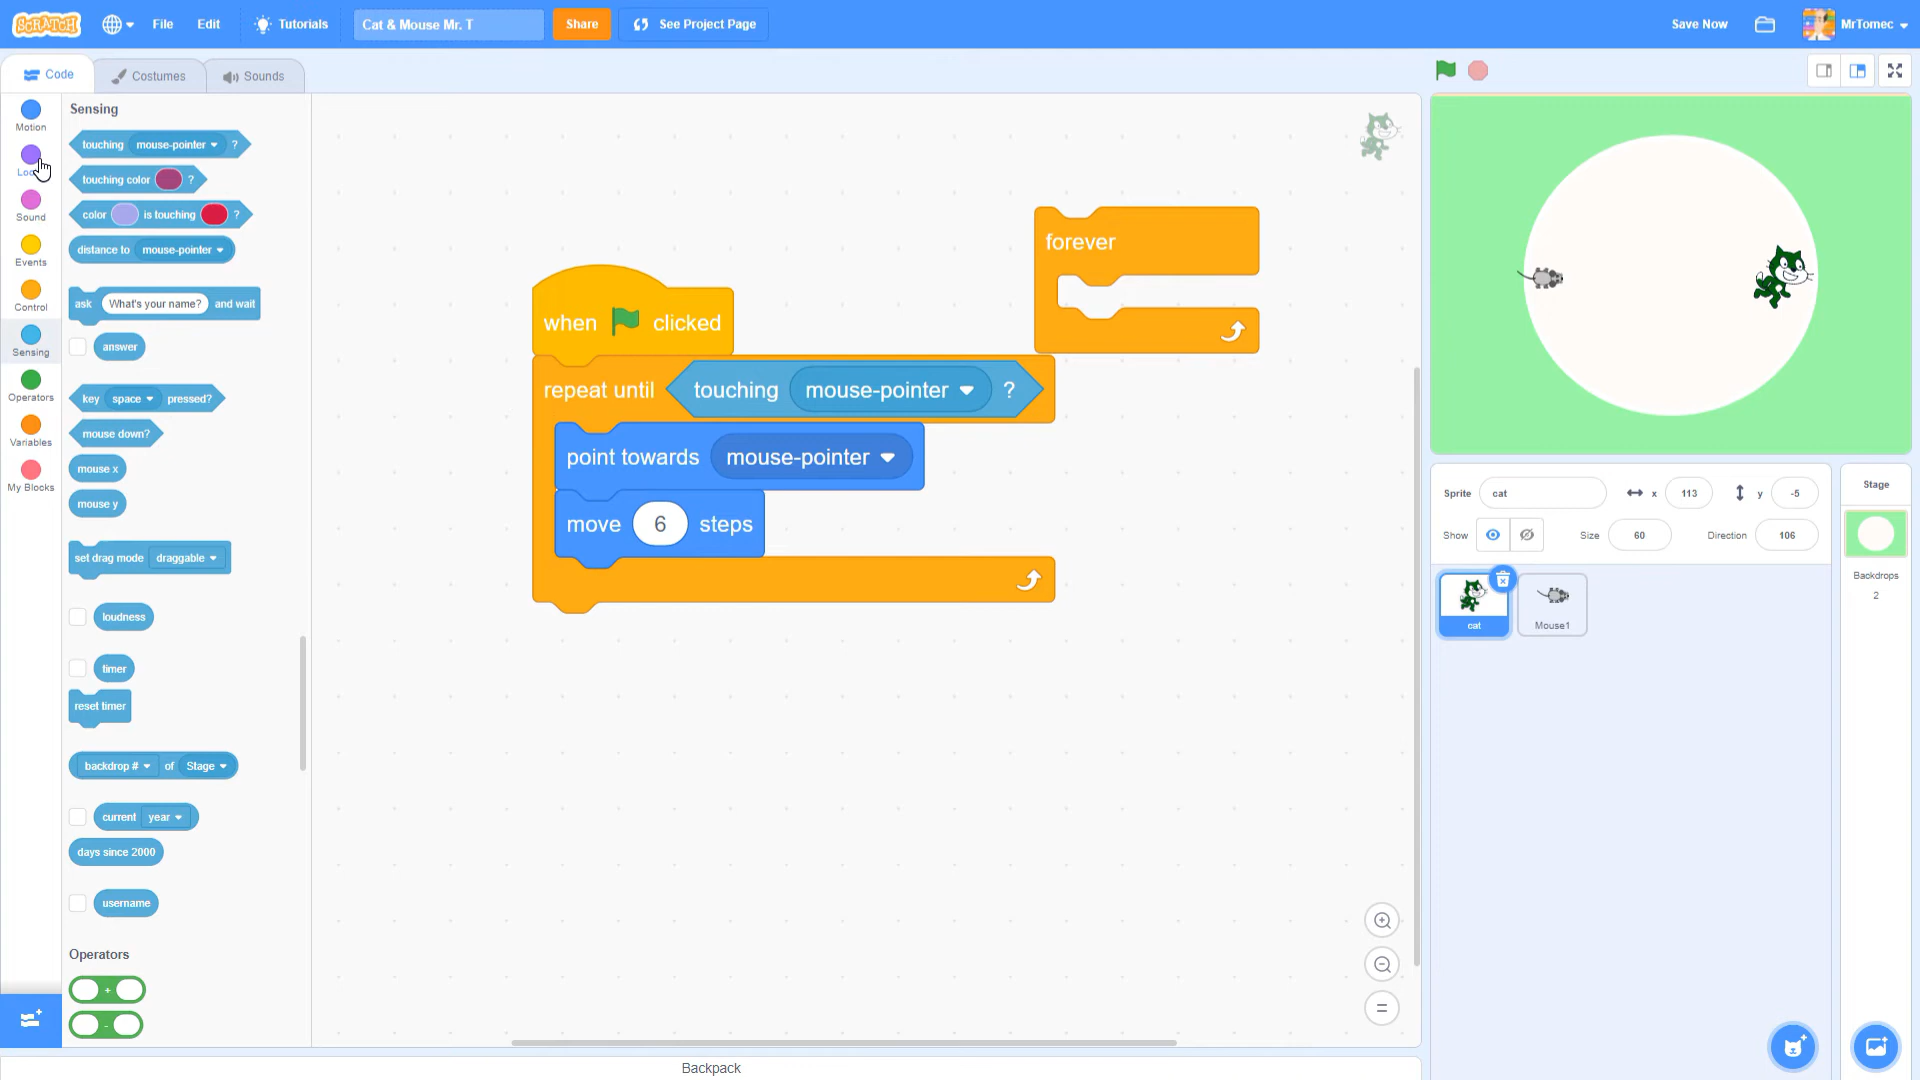 SCRATCH File Edit Tutorials Cat & Mouse Mr. T Share See Project Page Save Now MrTomec
Code Costumes Sounds
Motion
Sound
Events
Control
Sensing
Operators
Variables
My Blocks
Sensing
touching mouse-pointer ?
touching color ?
color is touching ?
distance to mouse-pointer
ask What's your name? and wait
answer
key space pressed?
mouse down?
mouse x
mouse y
set drag mode draggable
loudness
timer
reset timer
backdrop # of Stage
current year
days since 2000
username
Operators
+
-
forever
when clicked
repeat until touching mouse-pointer ?
point towards mouse-pointer
move 6 steps
Backpack
Sprite cat x 113 y -5
Show Size 60 Direction 106
cat
Mouse1
Stage
Backdrops
2